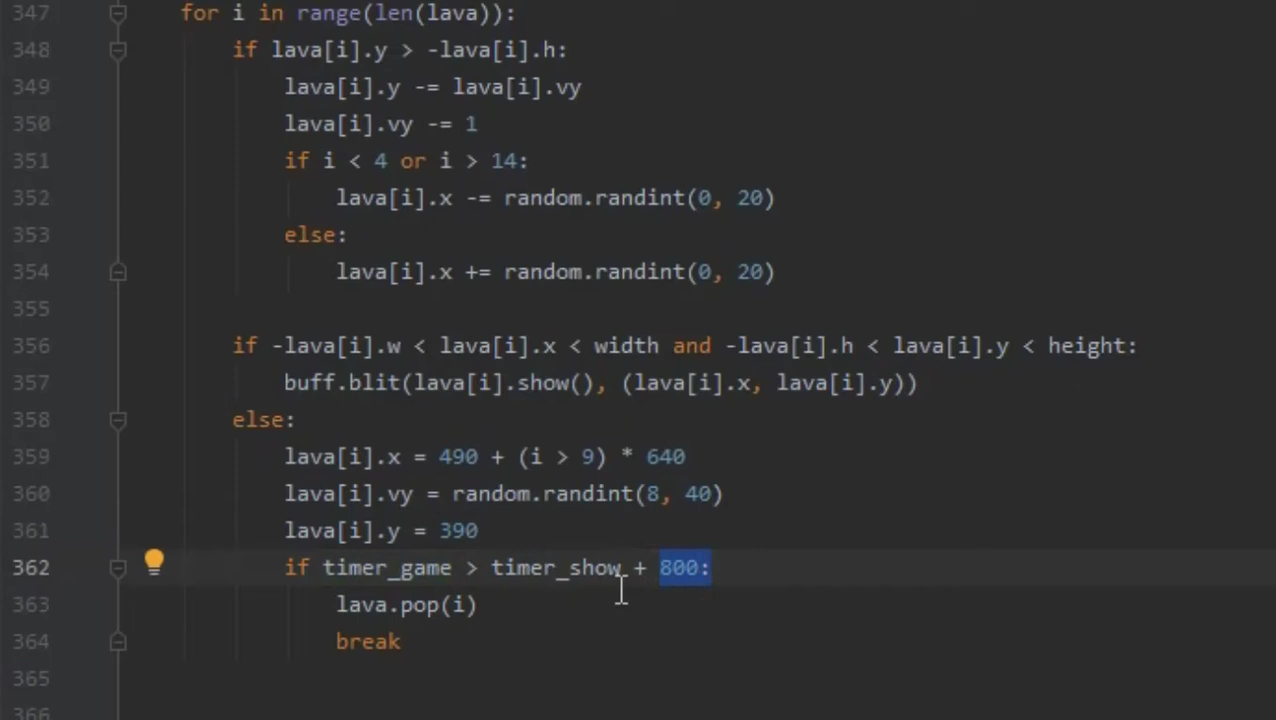 347 for i in range(len(lava)):
348 if lava[i].y > -lava[i].h:
349 lava[i].y -= lava[i].vy
350 lava[i].vy -= 1
351 if i < 4 or i > 14:
352 lava[i].x -= random.randint(0, 20)
353 else:
354 lava[i].x += random.randint(0, 20)
355
356 if -lava[i].w < lava[i].x < width and -lava[i].h < lava[i].y < height:
357 buff.blit(lava[i].show(), (lava[i].x, lava[i].y))
358 else:
359 lava[i].x = 490 + (i > 9) * 640
360 lava[i].vy = random.randint(8, 40)
361 lava[i].y = 390
362 if timer_game > timer_show + 800:
363 lava.pop(i)
364 break
365
366